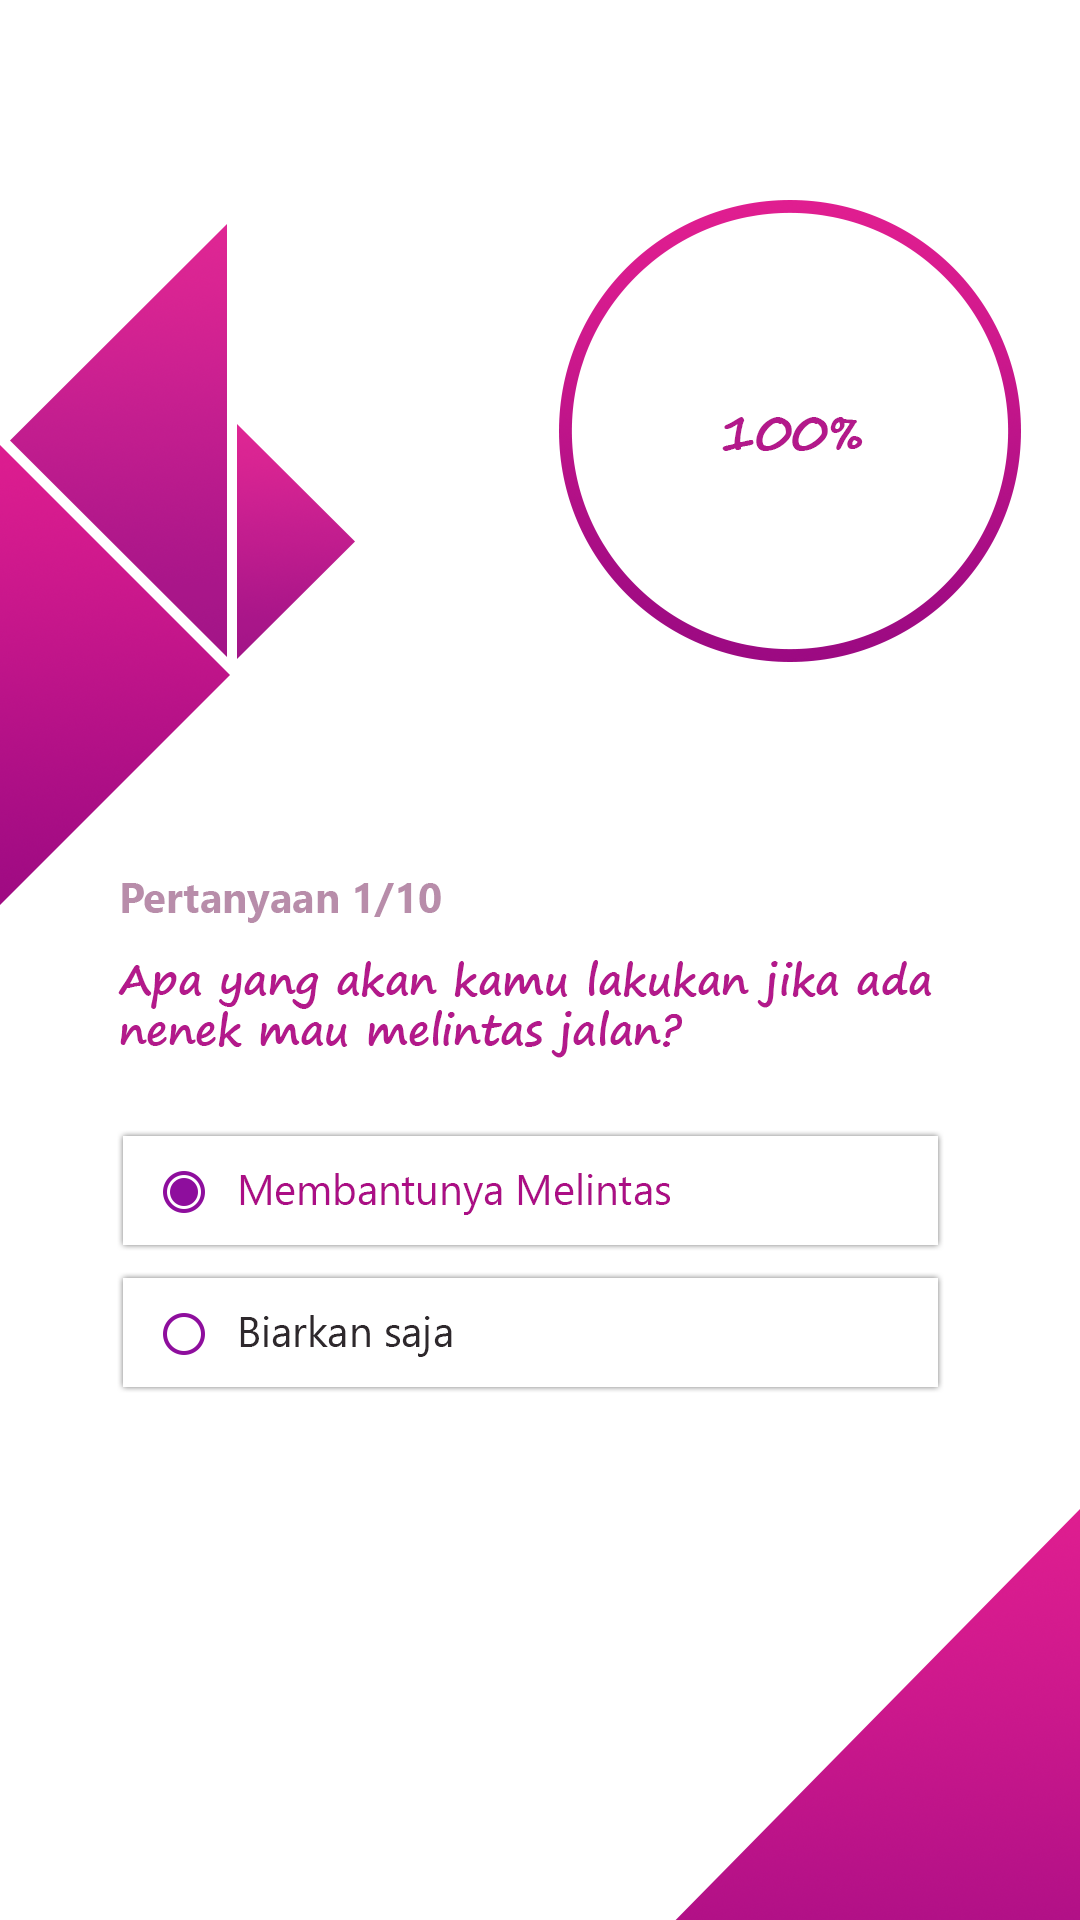 100%
Pertanyaan 1/10
Apa yang akan kamu lakukan jika ada
nenek mau melintas jalan?
Membantunya Melintas
Biarkan saja